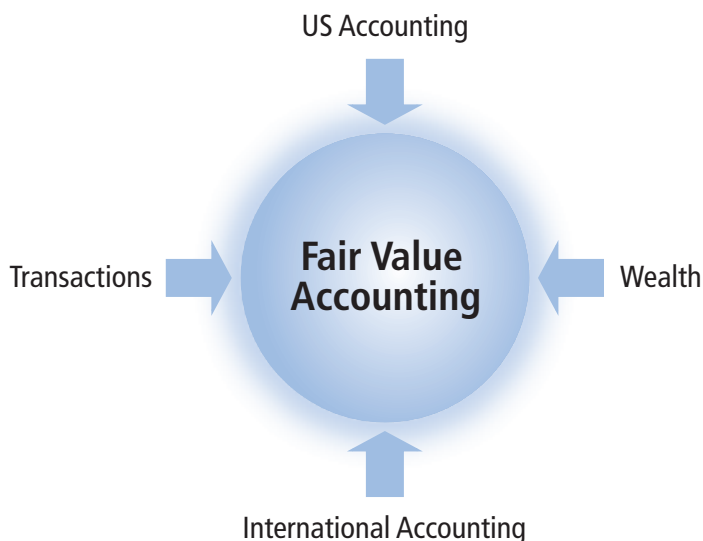 US Accounting
Transactions
Fair Value
Accounting
Wealth
International Accounting